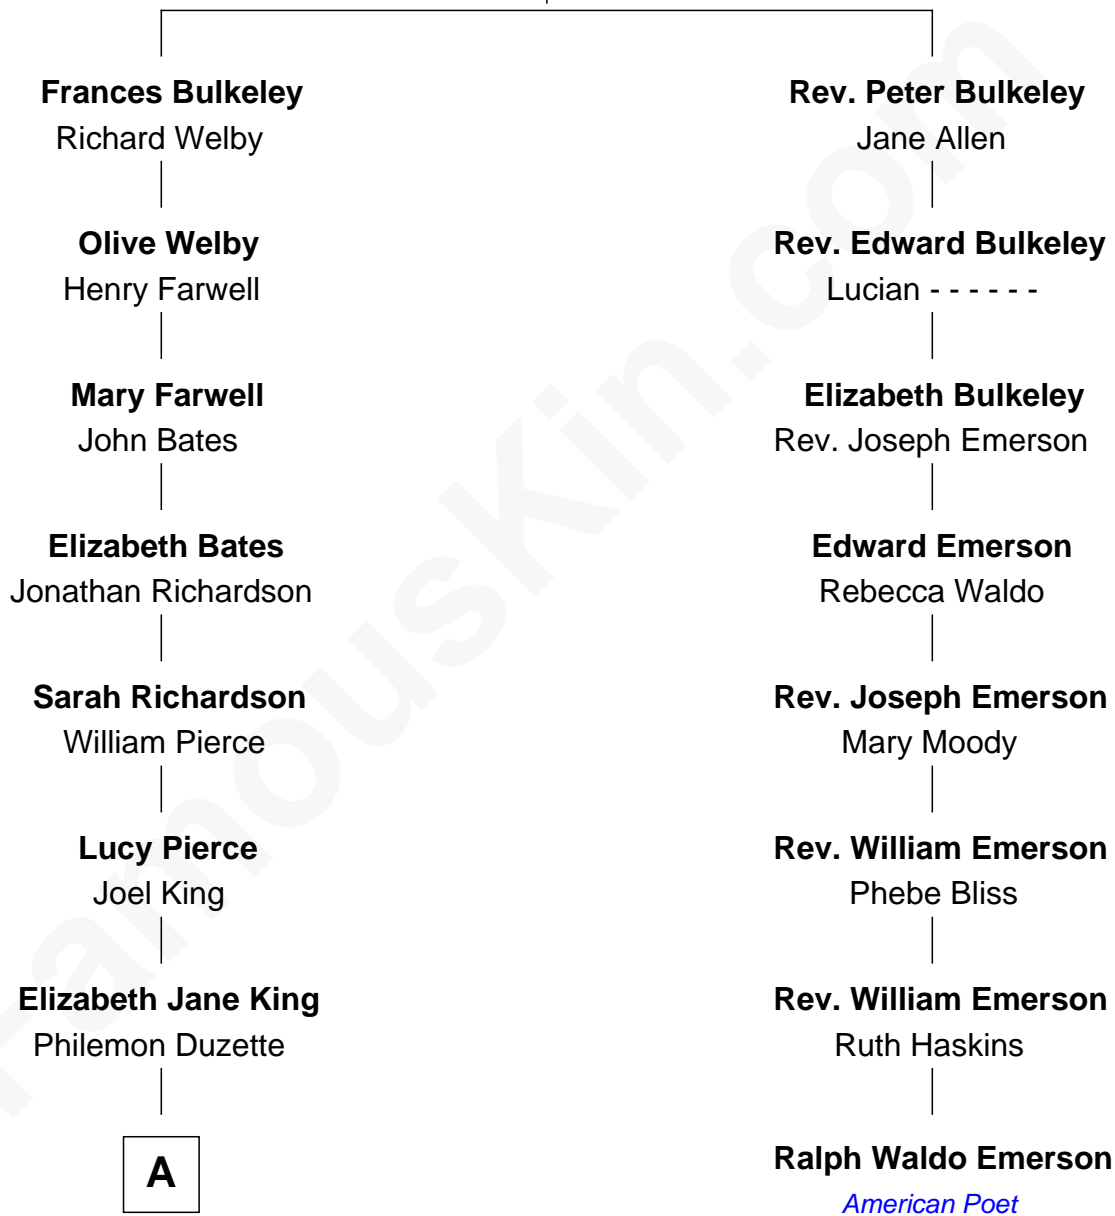 Frances Bulkeley
Richard Welby
Olive Welby
Henry Farwell
Mary Farwell
John Bates
Elizabeth Bates
Jonathan Richardson
Sarah Richardson
William Pierce
Lucy Pierce
Joel King
Elizabeth Jane King
Philemon Duzette
A
Rev. Peter Bulkeley
Jane Allen
Rev. Edward Bulkeley
Lucian - - - - - -
Elizabeth Bulkeley
Rev. Joseph Emerson
Edward Emerson
Rebecca Waldo
Rev. Joseph Emerson
Mary Moody
Rev. William Emerson
Phebe Bliss
Rev. William Emerson
Ruth Haskins
Ralph Waldo Emerson
American Poet
FamousKin.com